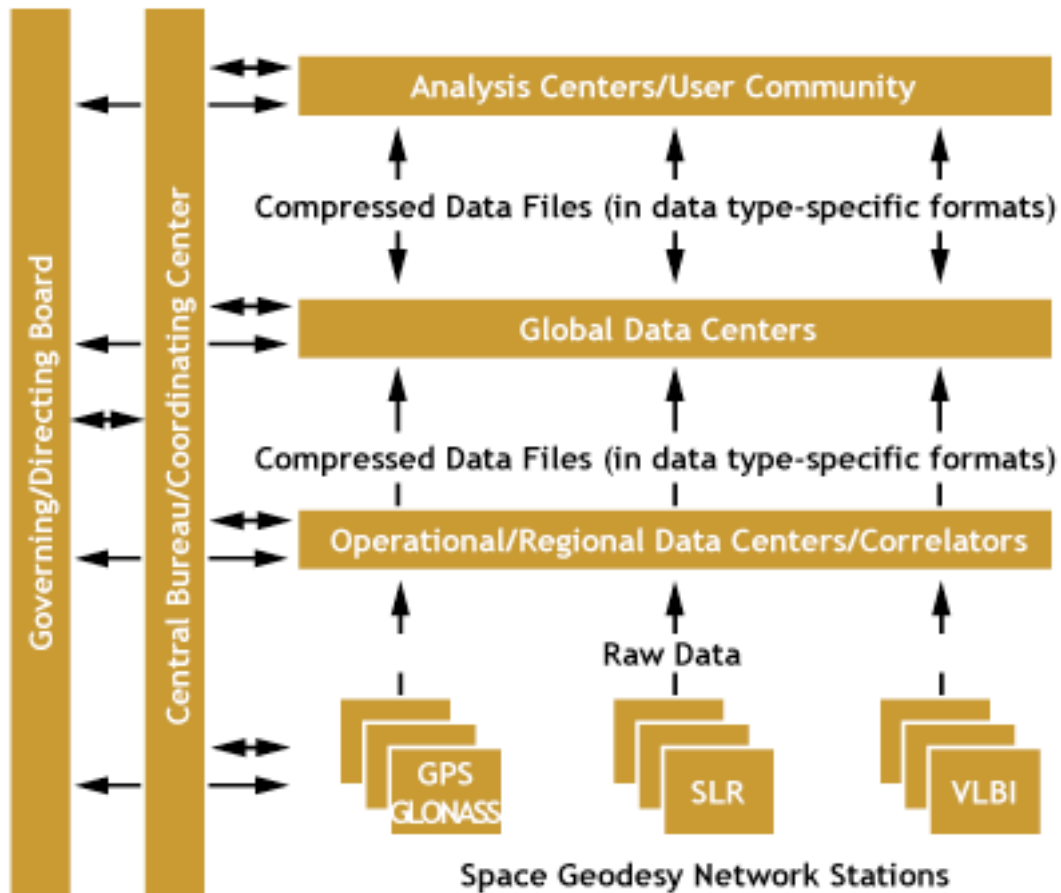 Governing/Directing Board
Central Bureau/Coordinating Center
Analysis Centers/User Community
Compressed Data Files (in data type-specific formats)
Global Data Centers
Compressed Data Files (in data type-specific formats)
Operational/Regional Data Centers/Correlators
Raw Data
GPS
GLONASS
SLR
VLBI
Space Geodesy Network Stations